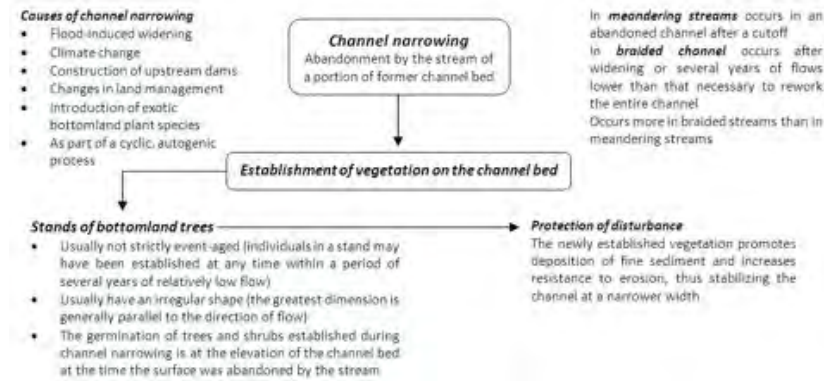 Causes of channel narrowing
• Flood-induced widening
• Climate change
• Construction of upstream dams
• Changes in land management
• Introduction of exotic
bottomland plant species
• As part of a cyclic, autogenic
process
Channel narrowing
Abandonment by the stream of
a portion of former channel bed
In meandering streams occurs in an
abandoned channel after a cutoff
In braided channel occurs after
widening or several years of flows
lower than that necessary to rework
the entire channel
Occurs more in braided streams than in
meandering streams
Establishment of vegetation on the channel bed
Stands of bottomland trees
• Usually not strictly event-aged (individuals in a stand may
have been established at any time within a period of
several years of relatively low flow)
• Usually have an irregular shape (the greatest dimension is
generally parallel to the direction of flow)
• The germination of trees and shrubs established during
channel narrowing is at the elevation of the channel bed
at the time the surface was abandoned by the stream
Protection of disturbance
The newly established vegetation promotes
deposition of fine sediment and increases
resistance to erosion, thus stabilizing the
channel at a narrower width